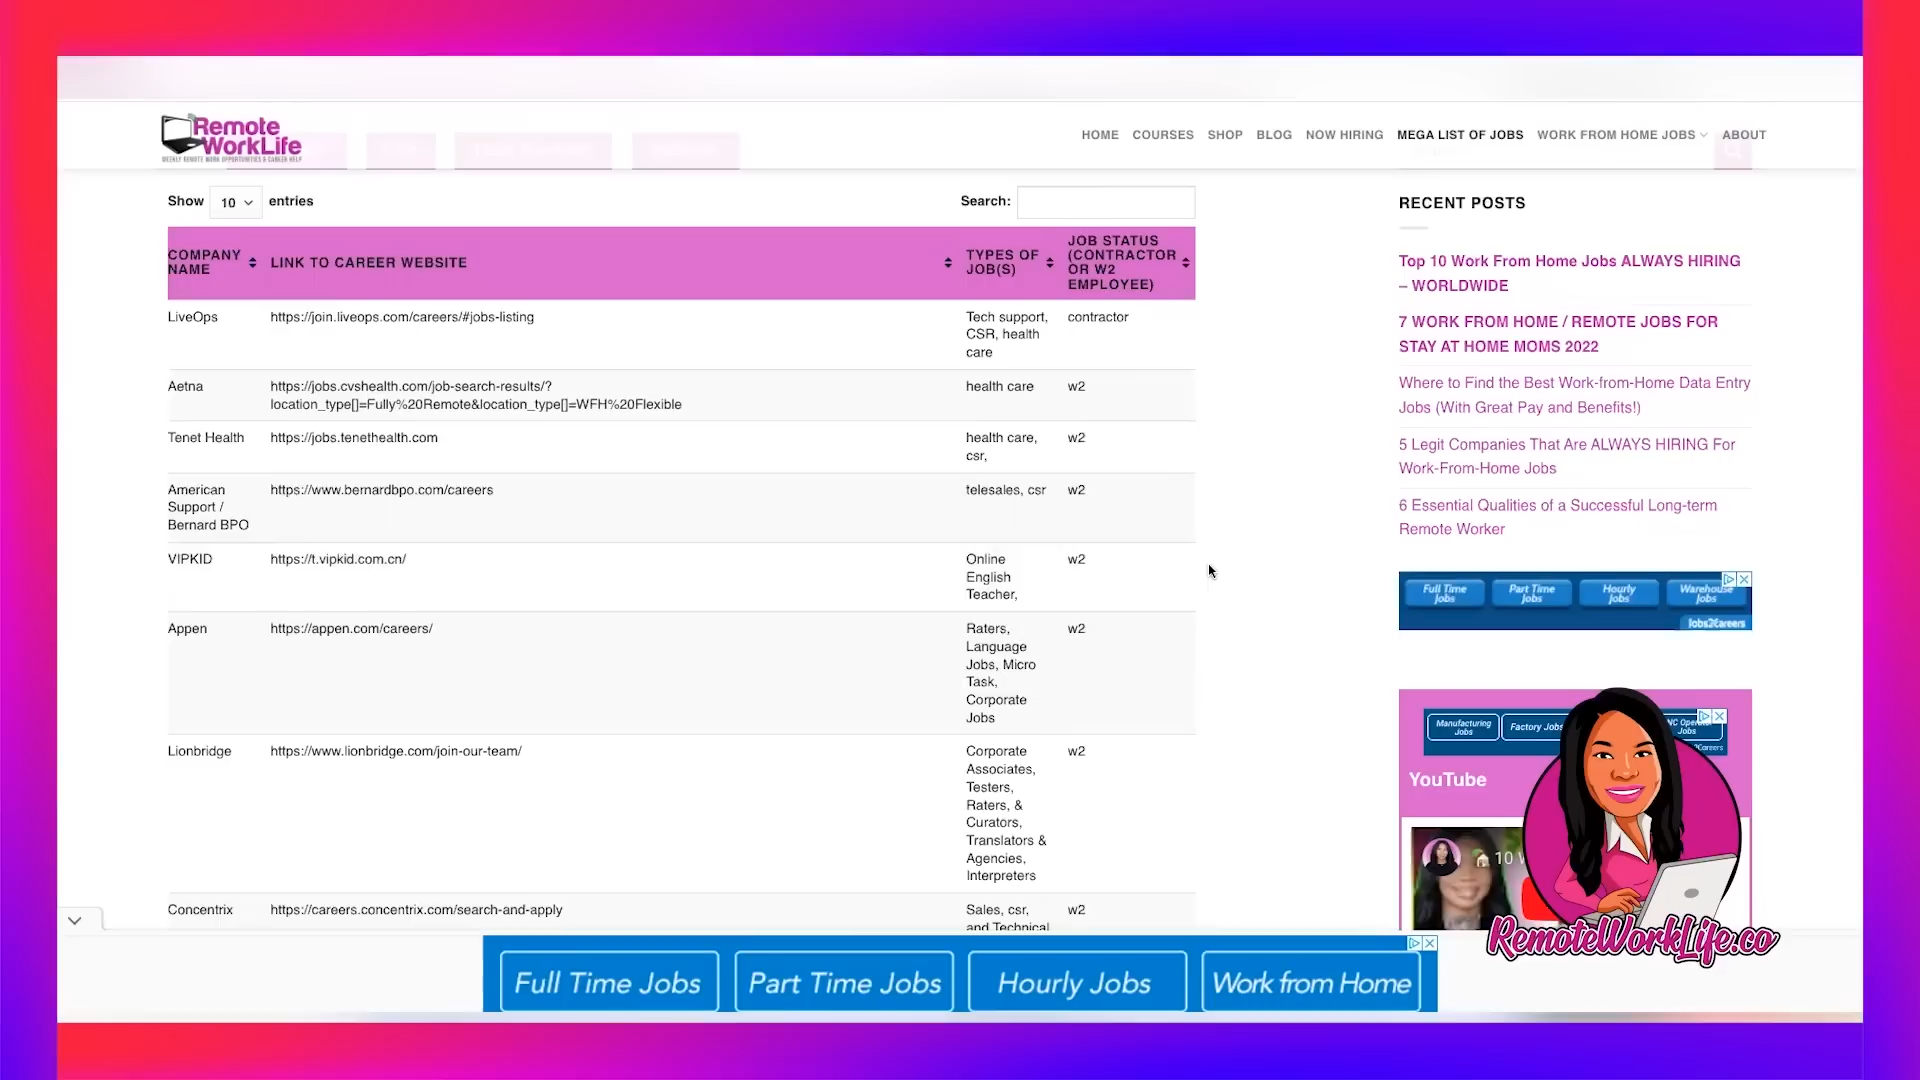 Remote
WorkLife
WEEKLY REMOTE WORK OPPORTUNITIES & CAREER HELP
HOME COURSES SHOP BLOG NOW HIRING MEGA LIST OF JOBS WORK FROM HOME JOBS ABOUT
Show 10 entries
Search:
COMPANY NAME
LINK TO CAREER WEBSITE
TYPES OF JOB(S)
JOB STATUS (CONTRACTOR OR W2 EMPLOYEE)
LiveOps https://join.liveops.com/careers/#jobs-listing Tech support, contractor
CSR, health
care
Aetna https://jobs.cvshealth.com/job-search-results/? health care w2
location_type[]=Fully%20Remote&location_type[]=WFH%20Flexible
Tenet Health https://jobs.tenethealth.com health care, w2
csr,
American https://www.bernardbpo.com/careers telesales, csr w2
Support /
Bernard BPO
VIPKID https://t.vipkid.com.cn/ Online w2
English
Teacher,
Appen https://appen.com/careers/ Raters, w2
Language
Jobs, Micro
Task,
Corporate
Jobs
Lionbridge https://www.lionbridge.com/join-our-team/ Corporate w2
Associates,
Testers,
Raters, &
Curators,
Translators &
Agencies,
Interpreters
Concentrix https://careers.concentrix.com/search-and-apply Sales, csr, w2
and Technical
RECENT POSTS
Top 10 Work From Home Jobs ALWAYS HIRING
– WORLDWIDE
7 WORK FROM HOME / REMOTE JOBS FOR
STAY AT HOME MOMS 2022
Where to Find the Best Work-from-Home Data Entry
Jobs (With Great Pay and Benefits!)
5 Legit Companies That Are ALWAYS HIRING For
Work-From-Home Jobs
6 Essential Qualities of a Successful Long-term
Remote Worker
Full Time Jobs
Part Time Jobs
Hourly Jobs
Warehouse Jobs
Jobs2Careers
Manufacturing Jobs
Factory Jobs
Jobs
YouTube
10
RemoteWorkLife.co
Full Time Jobs Part Time Jobs Hourly Jobs Work from Home